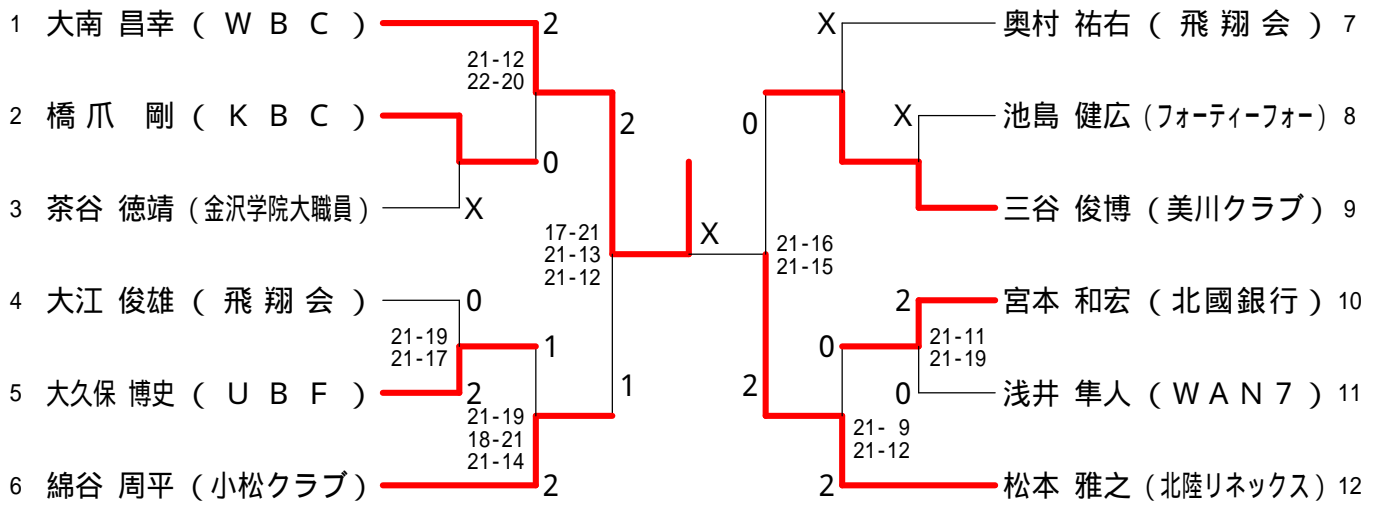 1 大南 昌幸 ( W B C ) 2
21-12
22-20
2 橋爪 剛 ( K B C ) 0
3 茶谷 徳靖 (金沢学院大職員) X
2
17-21
21-13
21-12
4 大江 俊雄 ( 飛 翔 会 ) 0
21-19
21-17
1
5 大久保 博史 ( U B F ) 2
21-19
18-21
21-14
1
6 綿谷 周平 (小松クラブ) 2
X
X 奥村 祐右 ( 飛 翔 会 ) 7
0
X 池島 健広 (フォーティーフォー) 8
三谷 俊博 (美川クラブ) 9
21-16
21-15
2 宮本 和宏 (北國銀行) 10
21-11
21-19
0
0 浅井 隼人 (WAN7) 11
2
21- 9
21-12
2 松本 雅之 (北陸リネックス) 12